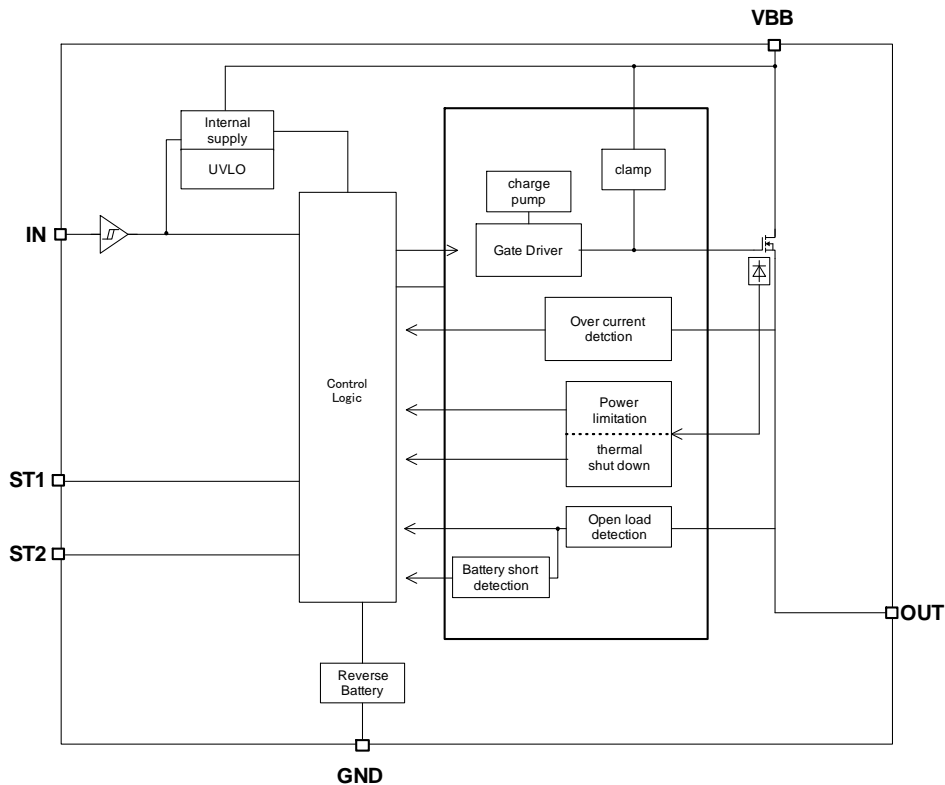 VBB
Internal
supply
UVLO
clamp
charge
pump
IN
Gate Driver
Over current
detction
Control
Logic
Power
limitation
thermal
shut down
ST1
Open load
detection
ST2
Battery short
detection
OUT
Reverse
Battery
GND